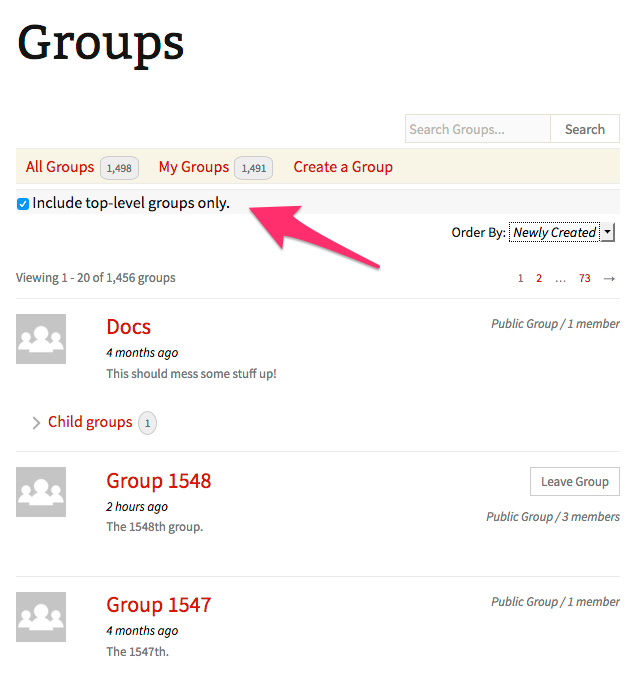 Groups
Search Groups... Search
All Groups 1,498 My Groups 1,491 Create a Group
Include top-level groups only.
Order By: Newly Created
Viewing 1 - 20 of 1,456 groups 1 2 … 73 →
Docs Public Group / 1 member
4 months ago
This should mess some stuff up!
Child groups 1
Group 1548 Leave Group
2 hours ago Public Group / 3 members
The 1548th group.
Group 1547 Public Group / 1 member
4 months ago
The 1547th.